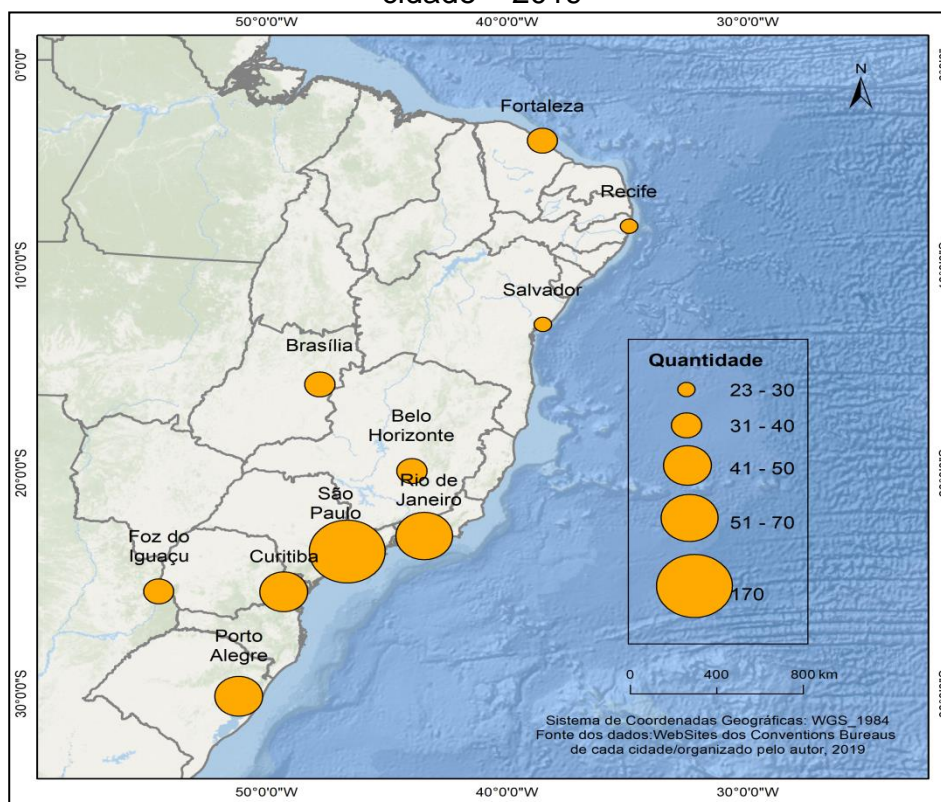 50°0'0"W 40°0'0"W 30°0'0"W
0°0'0"
N
Fortaleza
Recife
10°0'0"S
Salvador
Brasília
Quantidade
23 - 30
31 - 40
41 - 50
51 - 70
170
Belo
Horizonte
20°0'0"S
Rio de
Janeiro
São
Paulo
Foz do
Iguaçu
Curitiba
Porto
Alegre
30°0'0"S
0 400 800 km
Sistema de Coordenadas Geográficas: WGS_1984
Fonte dos dados:WebSites dos Conventions Bureaus
de cada cidade/organizado pelo autor, 2019
50°0'0"W 40°0'0"W 30°0'0"W